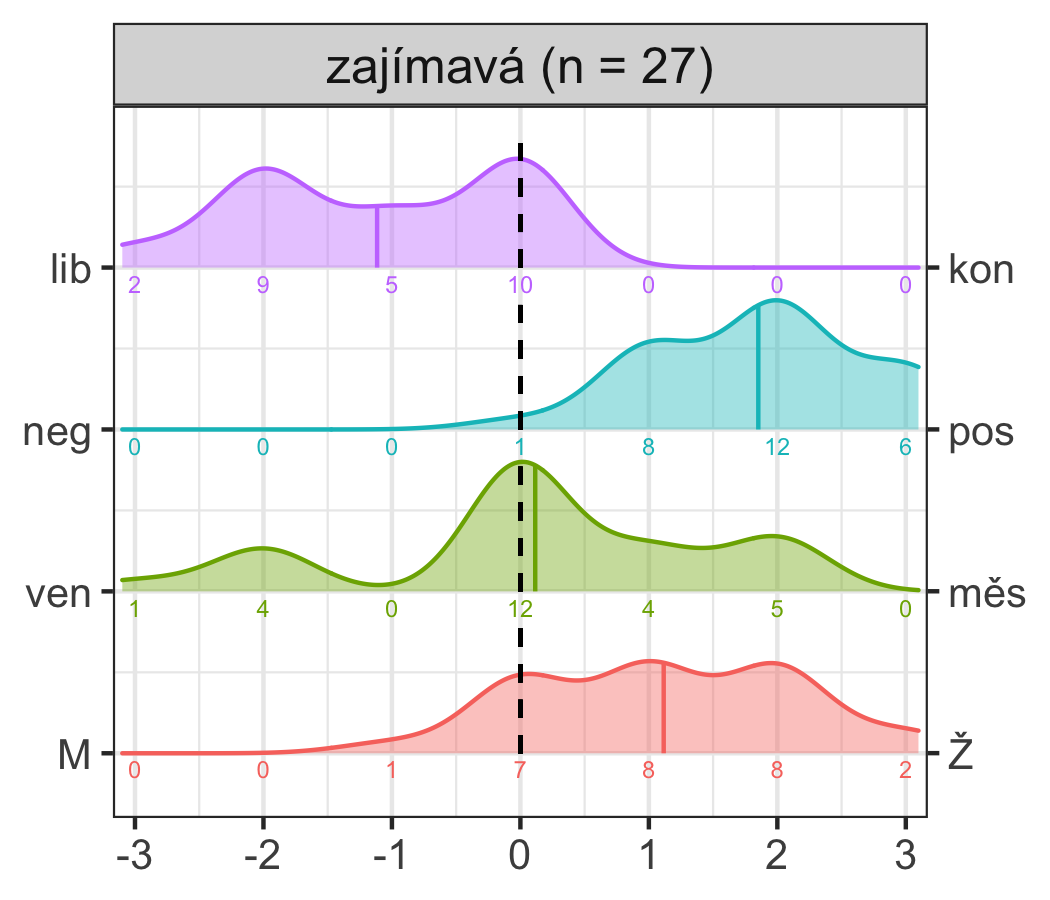 zajímavá (n = 27)
lib kon
2 9 5 10 0 0 0
neg pos
0 0 0 1 8 12 6
ven měs
1 4 0 12 4 5 0
M Ž
0 0 1 7 8 8 2
-3 -2 -1 0 1 2 3